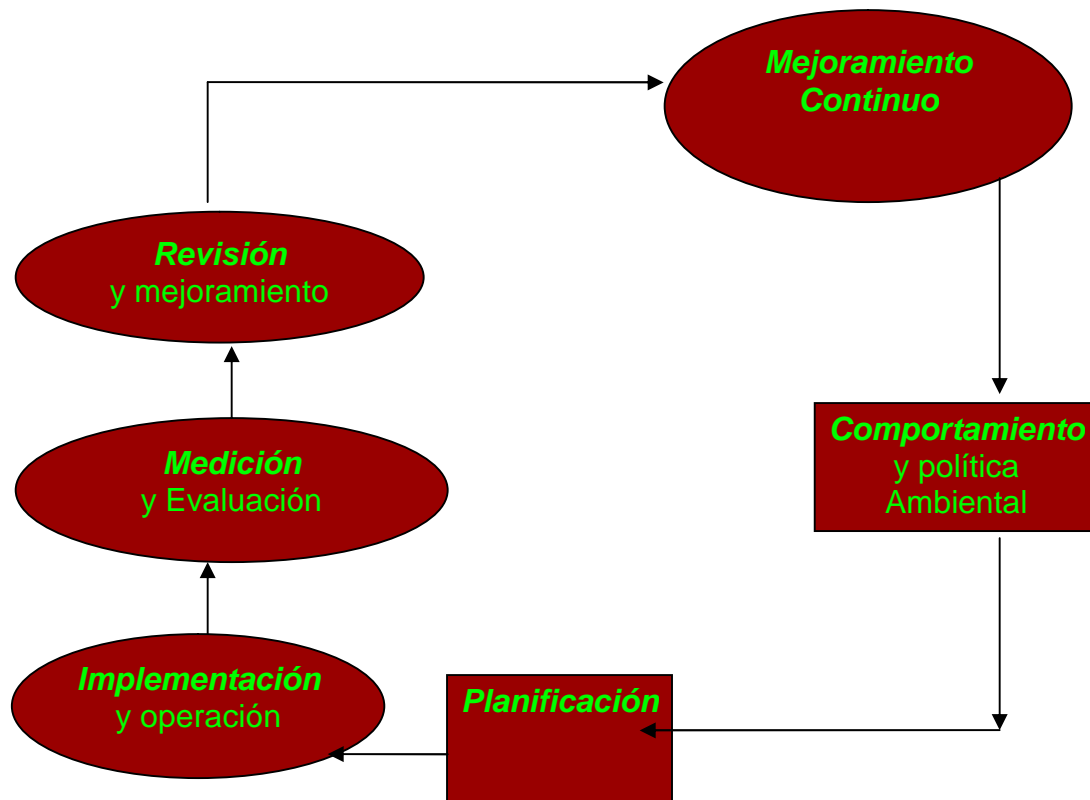 Mejoramiento
Continuo
Revisión
y mejoramiento
Comportamiento
y política
Ambiental
Medición
y Evaluación
Implementación
y operación
Planificación